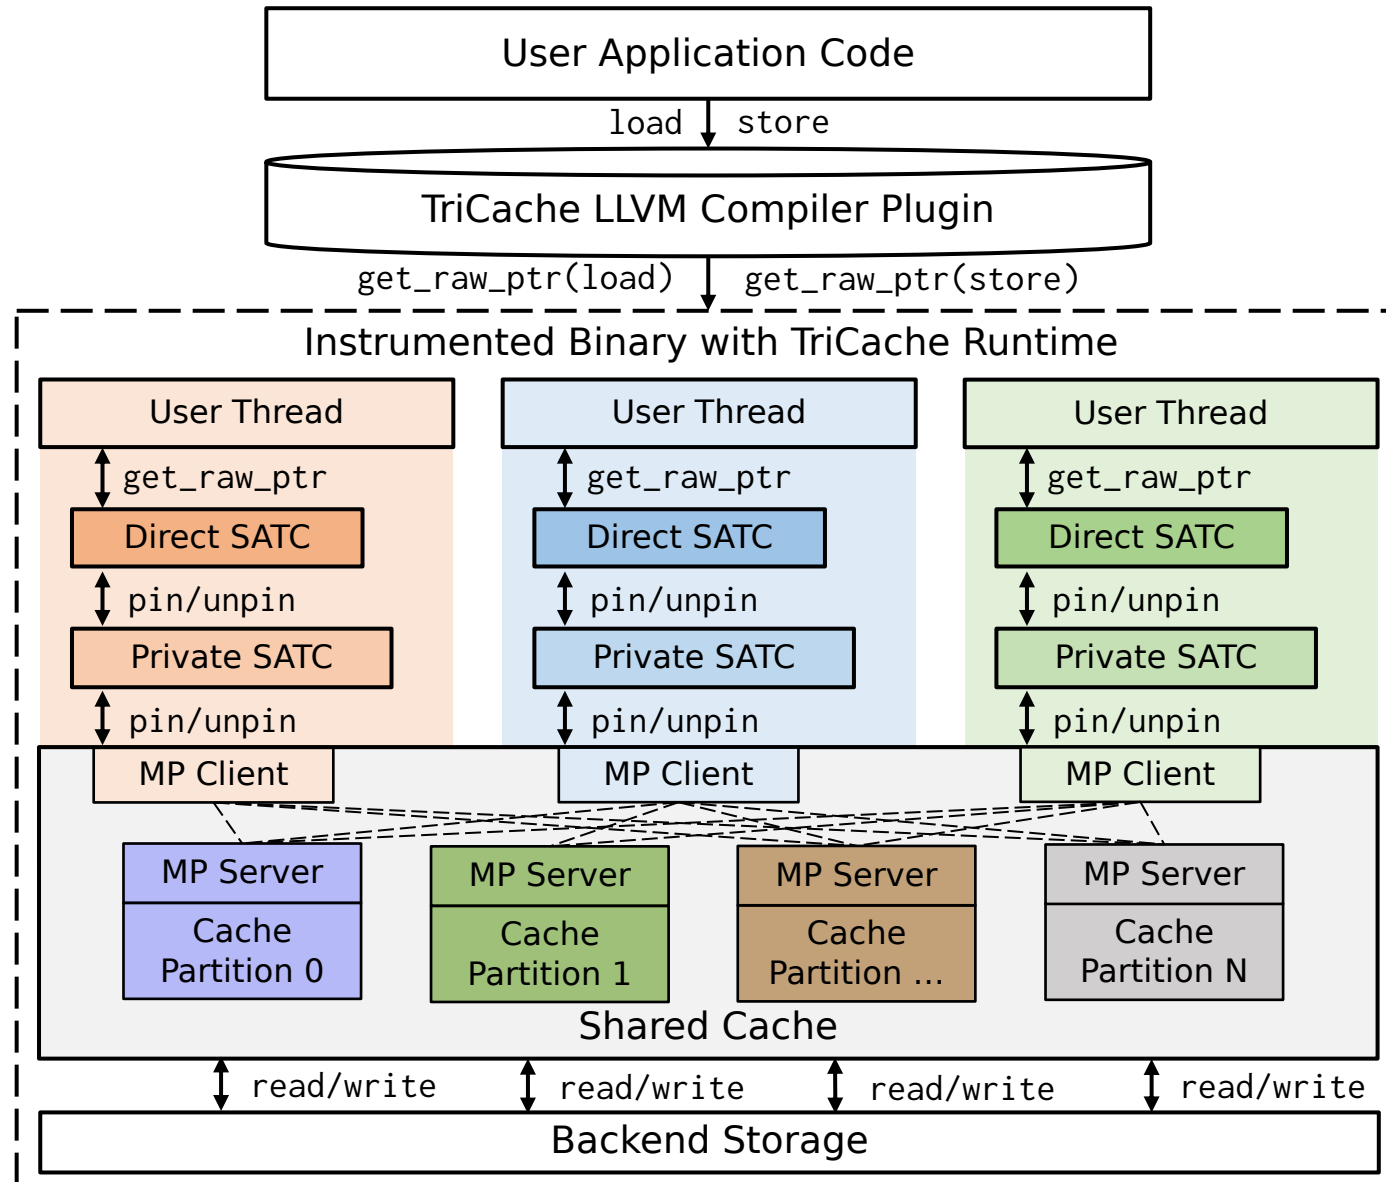 User Application Code
load store
TriCache LLVM Compiler Plugin
get_raw_ptr(load) get_raw_ptr(store)
Instrumented Binary with TriCache Runtime
User Thread User Thread User Thread
get_raw_ptr get_raw_ptr get_raw_ptr
Direct SATC Direct SATC Direct SATC
pin/unpin pin/unpin pin/unpin
Private SATC Private SATC Private SATC
pin/unpin pin/unpin pin/unpin
MP Client MP Client MP Client
MP Server MP Server MP Server MP Server
Cache Cache Cache Cache
Partition 0 Partition 1 Partition ... Partition N
Shared Cache
read/write read/write read/write read/write
Backend Storage